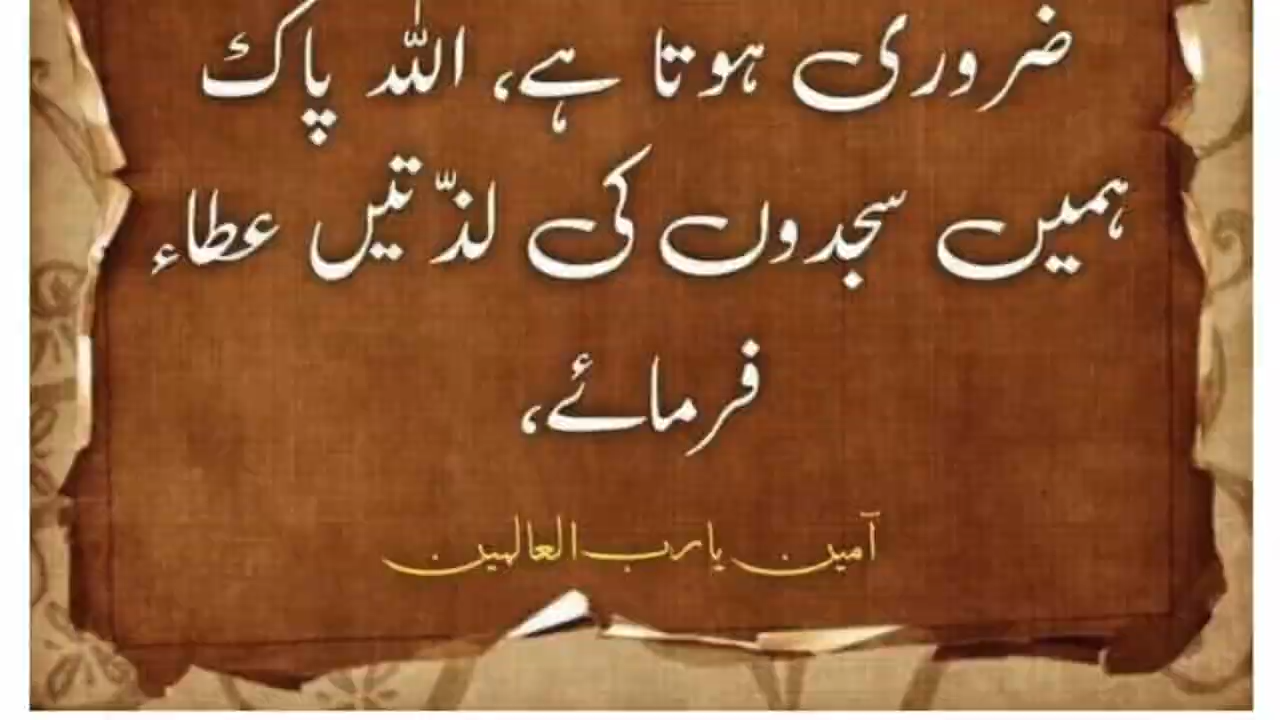 ضروری ہوتا ہے، اللہ پاک
ہمیں سجدوں کی لذّتیں عطاء
فرمائے،
آمین یارب العالمین